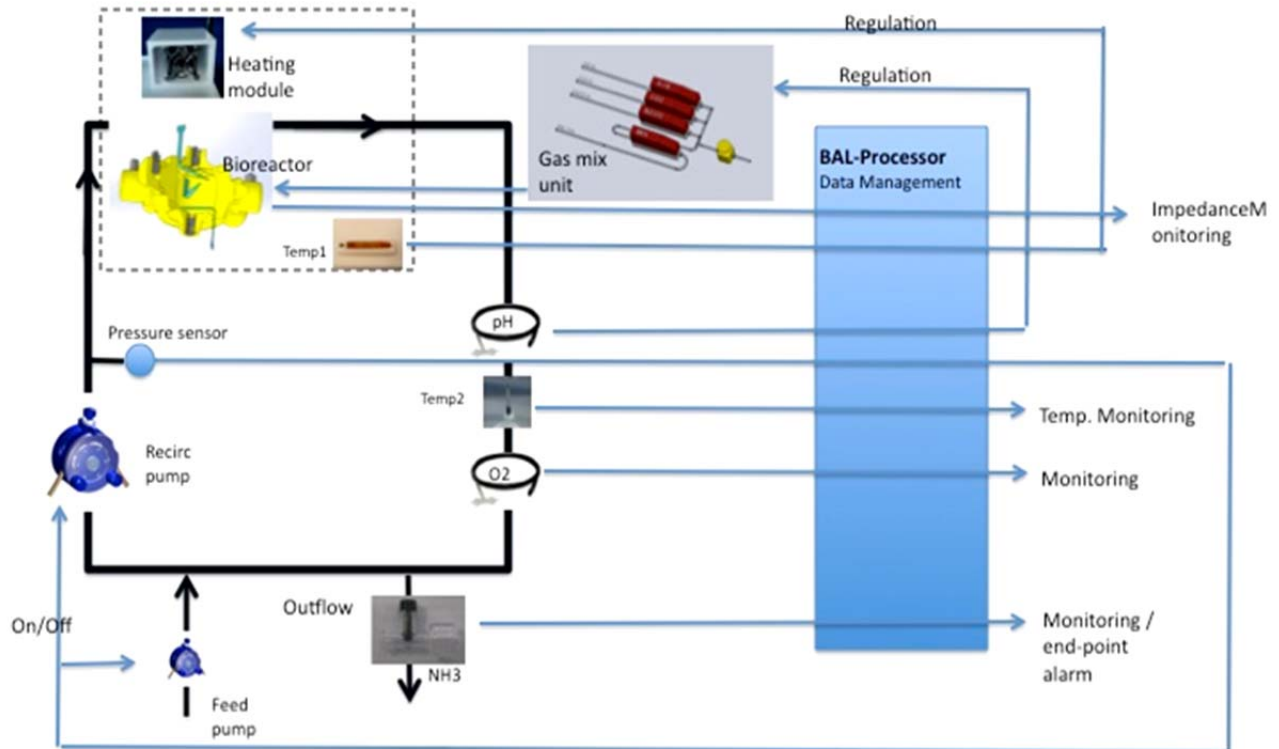 Regulation
Heating
module
Regulation
Bioreactor
Gas mix
unit
BAL-Processor
Data Management
ImpedanceM
onitoring
Temp1
pH
Pressure sensor
Temp2
Temp. Monitoring
Recirc
pump
O2
Monitoring
Outflow
On/Off
Monitoring /
end-point
alarm
NH3
Feed
pump